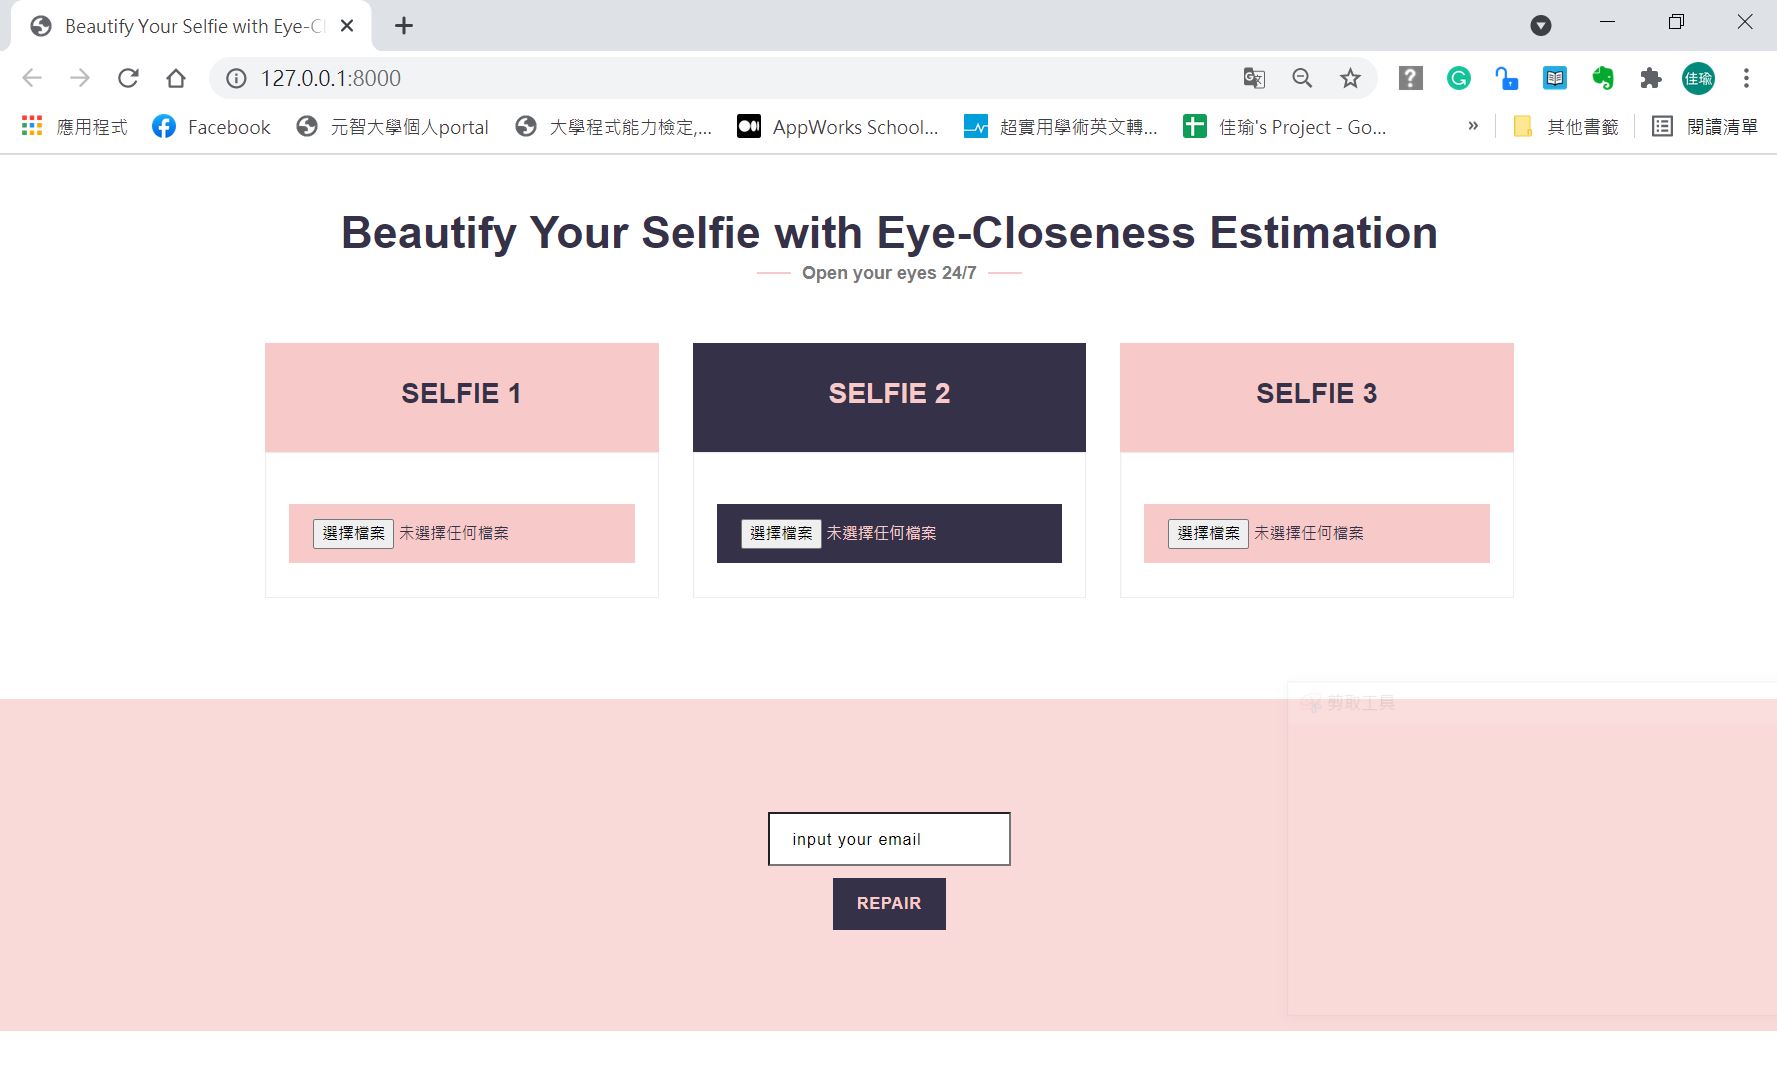 Beautify Your Selfie with Eye-Cl
127.0.0.1:8000
佳瑜
應用程式 Facebook 元智大學個人portal 大學程式能力檢定,... AppWorks School... 超實用學術英文轉... 佳瑜's Project - Go... » 其他書籤 閱讀清單
Beautify Your Selfie with Eye-Closeness Estimation
Open your eyes 24/7
SELFIE 1 SELFIE 2 SELFIE 3
選擇檔案 未選擇任何檔案 選擇檔案 未選擇任何檔案 選擇檔案 未選擇任何檔案
剪取工具
input your email
REPAIR